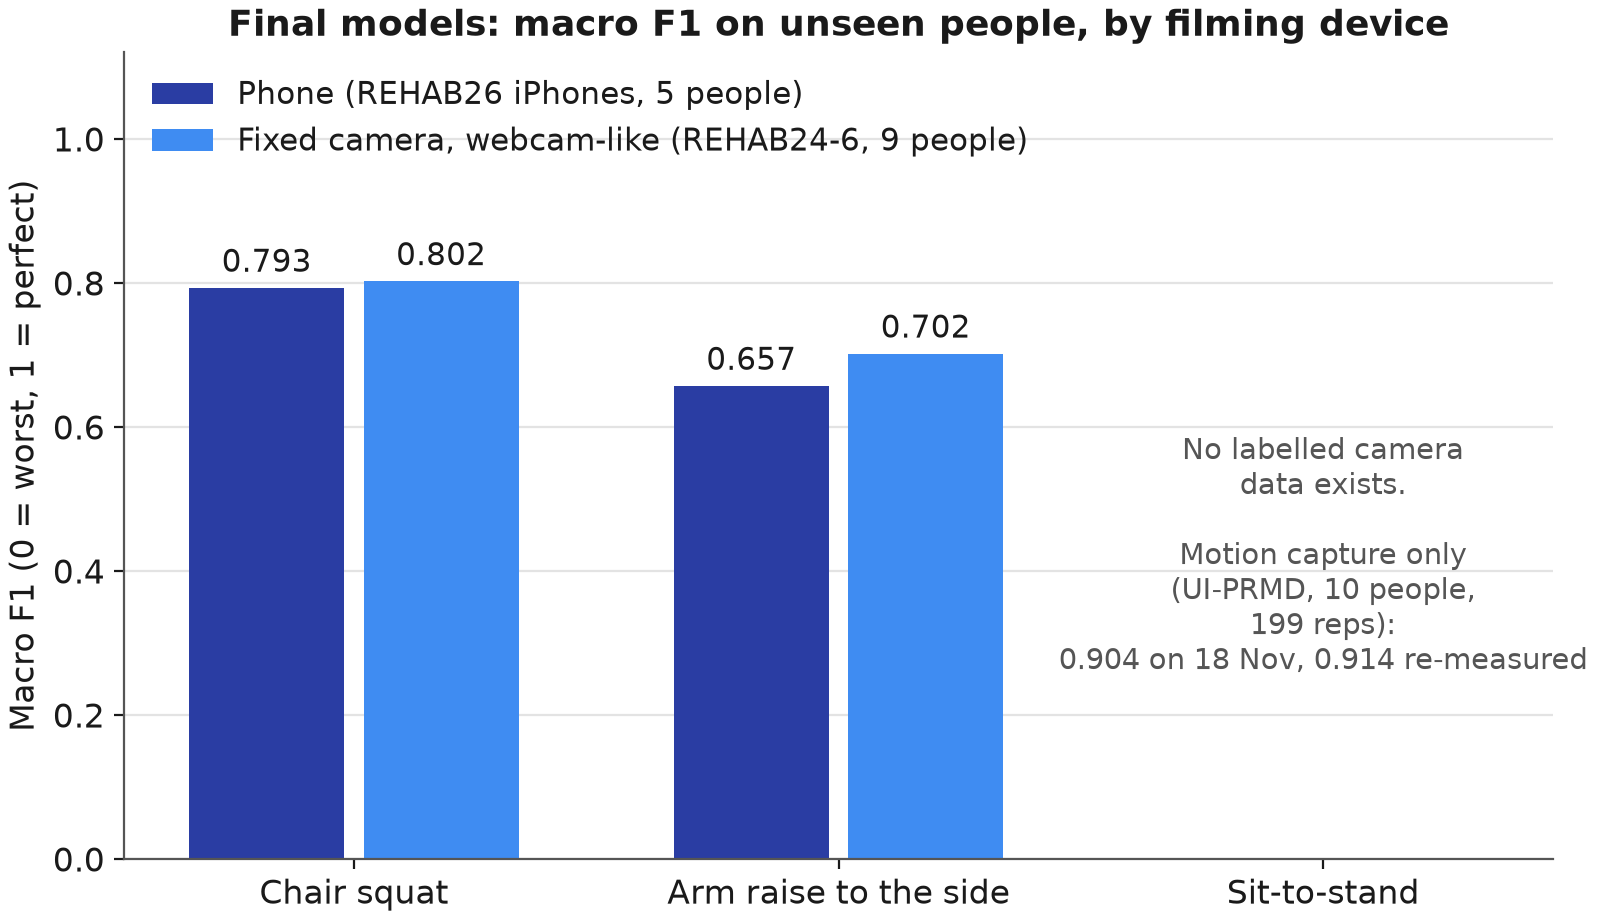 Final models: macro F1 on unseen people, by filming device
Phone (REHAB26 iPhones, 5 people)
Fixed camera, webcam-like (REHAB24-6, 9 people)
Macro F1 (0 = worst, 1 = perfect)
1.0
0.8
0.6
0.4
0.2
0.0
0.793
0.802
0.657
0.702
No labelled camera
data exists.
Motion capture only
(UI-PRMD, 10 people,
199 reps):
0.904 on 18 Nov, 0.914 re-measured
Chair squat
Arm raise to the side
Sit-to-stand